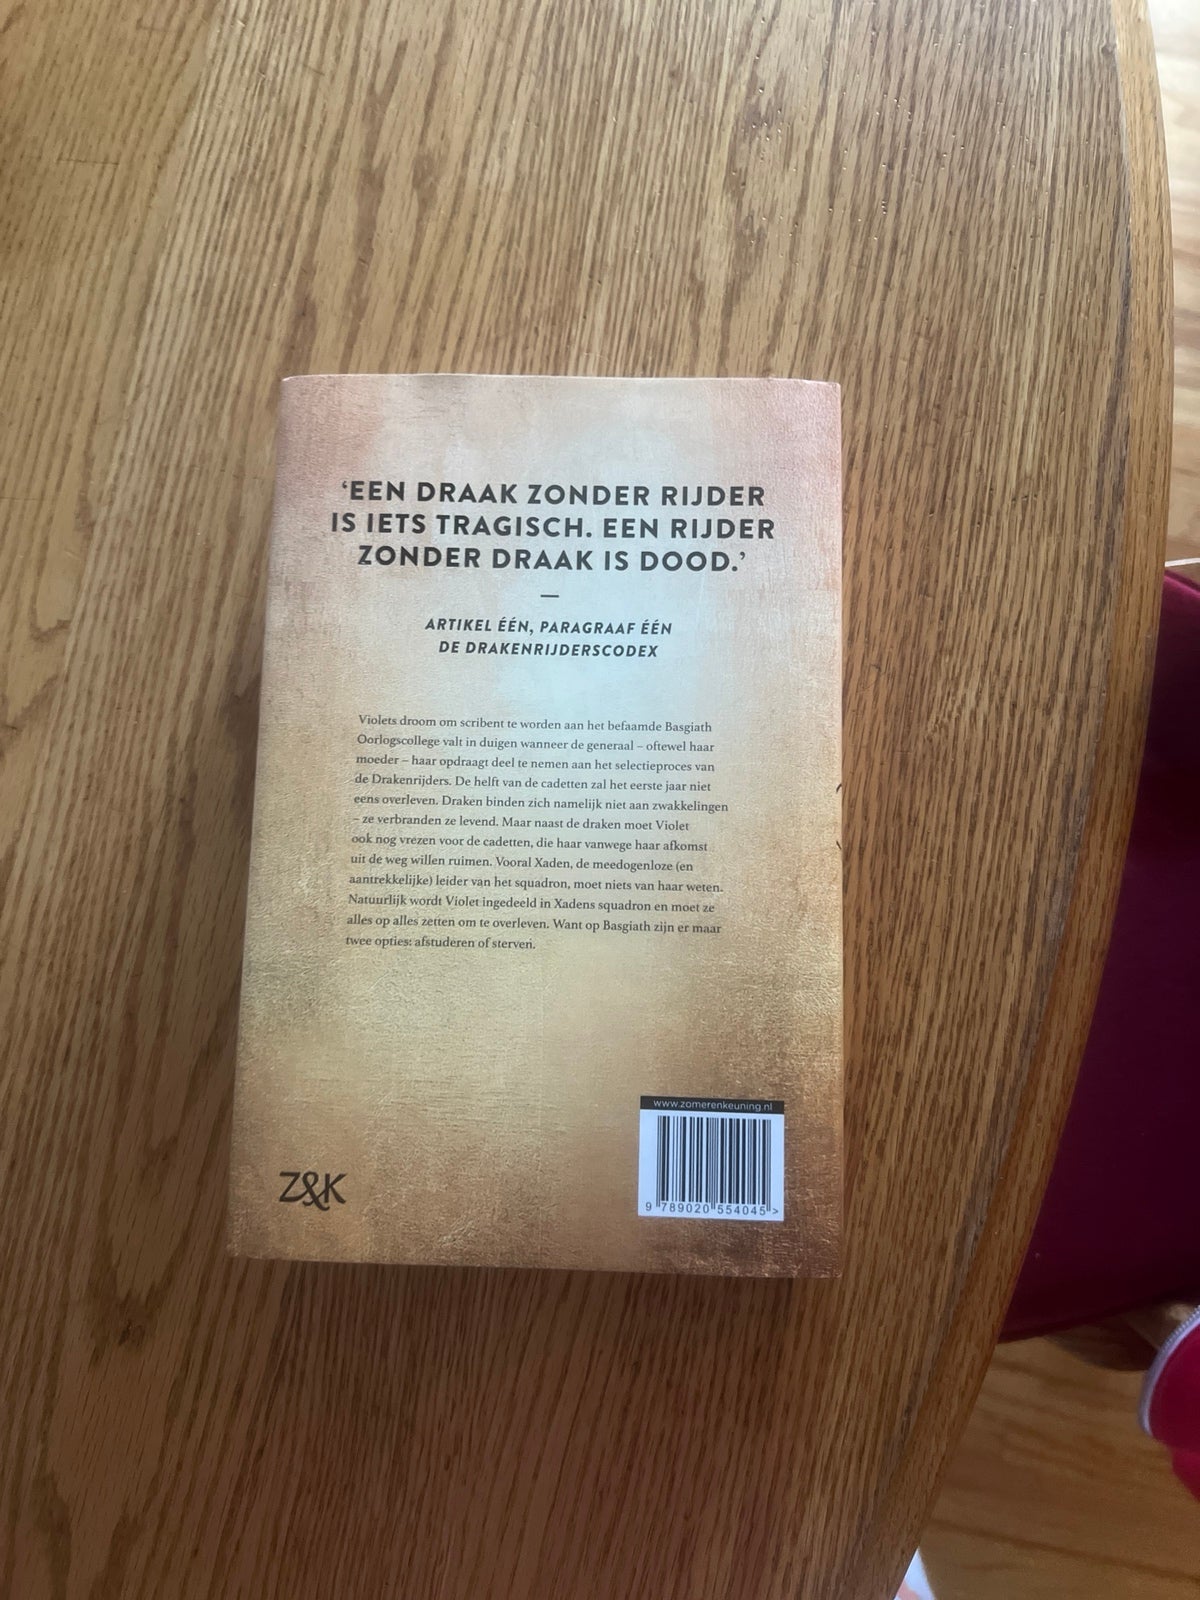 ‘EEN DRAAK ZONDER RIJDER
IS IETS TRAGISCH. EEN RIJDER
ZONDER DRAAK IS DOOD.’
—
ARTIKEL ÉÉN, PARAGRAAF ÉÉN
DE DRAKENRIJDERSCODEX
Violets droom om scribent te worden aan het befaamde Basgiath
Oorlogscollege valt in duigen wanneer de generaal – oftewel haar
moeder – haar opdraagt deel te nemen aan het selectieproces van
de Drakenrijders. De helft van de cadetten zal het eerste jaar niet
eens overleven. Draken binden zich namelijk niet aan zwakkelingen
– ze verbranden ze levend. Maar naast de draken moet Violet
ook nog vrezen voor de cadetten, die haar vanwege haar afkomst
uit de weg willen ruimen. Vooral Xaden, de meedogenloze (en
aantrekkelijke) leider van het squadron, moet niets van haar weten.
Natuurlijk wordt Violet ingedeeld in Xadens squadron en moet ze
alles op alles zetten om te overleven. Want op Basgiath zijn er maar
twee opties: afstuderen of sterven.
www.zomerenkeuning.nl
Z&K
9 789020 554045 >